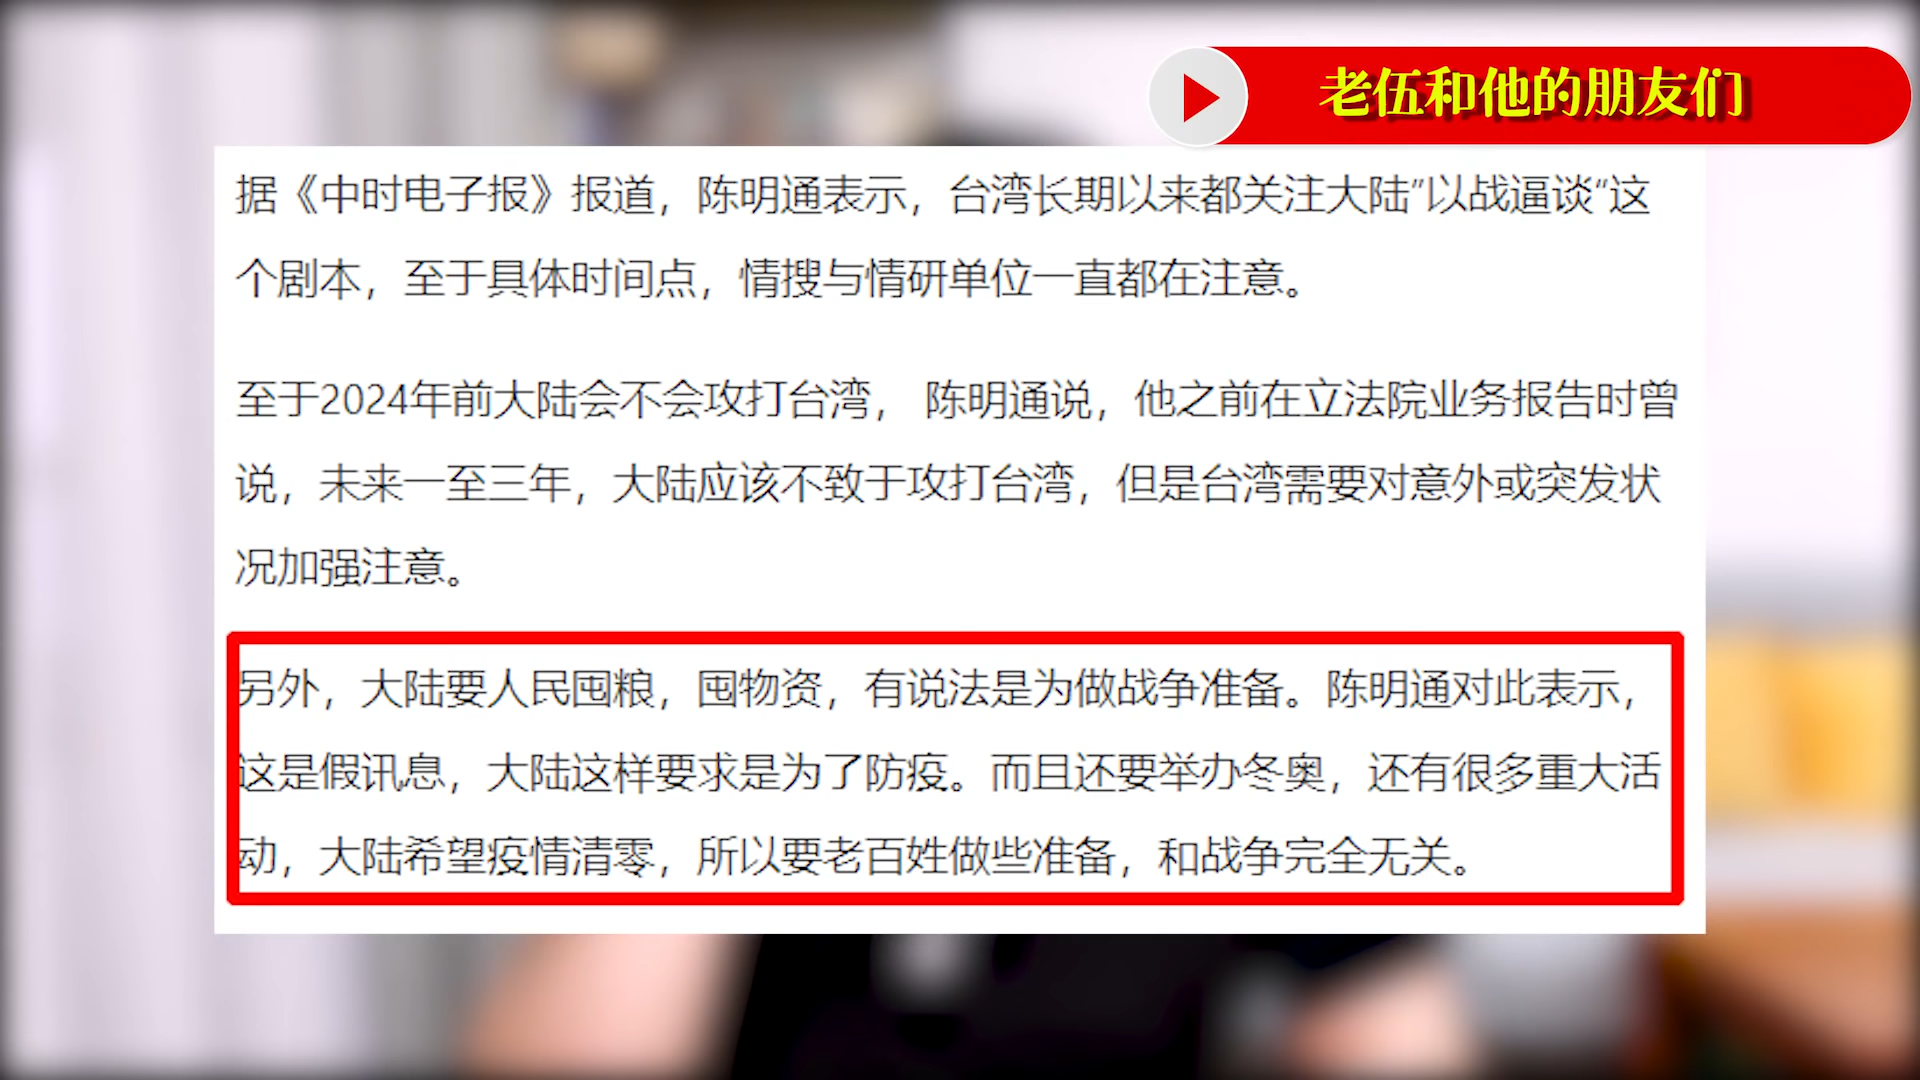 老伍和他的朋友们
据《中时电子报》报道，陈明通表示，台湾长期以来都关注大陆”以战逼谈“这
个剧本，至于具体时间点，情搜与情研单位一直都在注意。
至于2024年前大陆会不会攻打台湾， 陈明通说，他之前在立法院业务报告时曾
说，未来一至三年，大陆应该不致于攻打台湾，但是台湾需要对意外或突发状
况加强注意。
另外，大陆要人民囤粮，囤物资，有说法是为做战争准备。陈明通对此表示，
这是假讯息，大陆这样要求是为了防疫。而且还要举办冬奥，还有很多重大活
动，大陆希望疫情清零，所以要老百姓做些准备，和战争完全无关。